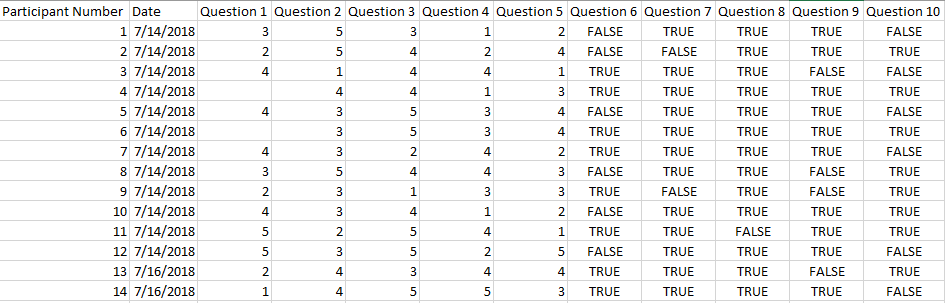 Participant Number Date Question 1 Question 2 Question 3 Question 4 Question 5 Question 6 Question 7 Question 8 Question 9 Question 10
1 7/14/2018 3 5 3 1 2 FALSE TRUE TRUE TRUE FALSE
2 7/14/2018 2 5 4 2 4 FALSE FALSE TRUE TRUE TRUE
3 7/14/2018 4 1 4 4 1 TRUE TRUE TRUE FALSE FALSE
4 7/14/2018 4 4 1 3 TRUE TRUE TRUE TRUE TRUE
5 7/14/2018 4 3 5 3 4 FALSE TRUE TRUE TRUE FALSE
6 7/14/2018 3 5 3 4 TRUE TRUE TRUE TRUE TRUE
7 7/14/2018 4 3 2 4 2 TRUE TRUE TRUE TRUE FALSE
8 7/14/2018 3 5 4 4 3 FALSE TRUE TRUE FALSE TRUE
9 7/14/2018 2 3 1 3 3 TRUE FALSE TRUE FALSE TRUE
10 7/14/2018 4 3 4 1 2 FALSE TRUE TRUE TRUE TRUE
11 7/14/2018 5 2 5 4 1 TRUE TRUE FALSE TRUE TRUE
12 7/14/2018 5 3 5 2 5 FALSE TRUE TRUE TRUE FALSE
13 7/16/2018 2 4 3 4 4 TRUE TRUE TRUE FALSE TRUE
14 7/16/2018 1 4 5 5 3 TRUE TRUE TRUE TRUE FALSE